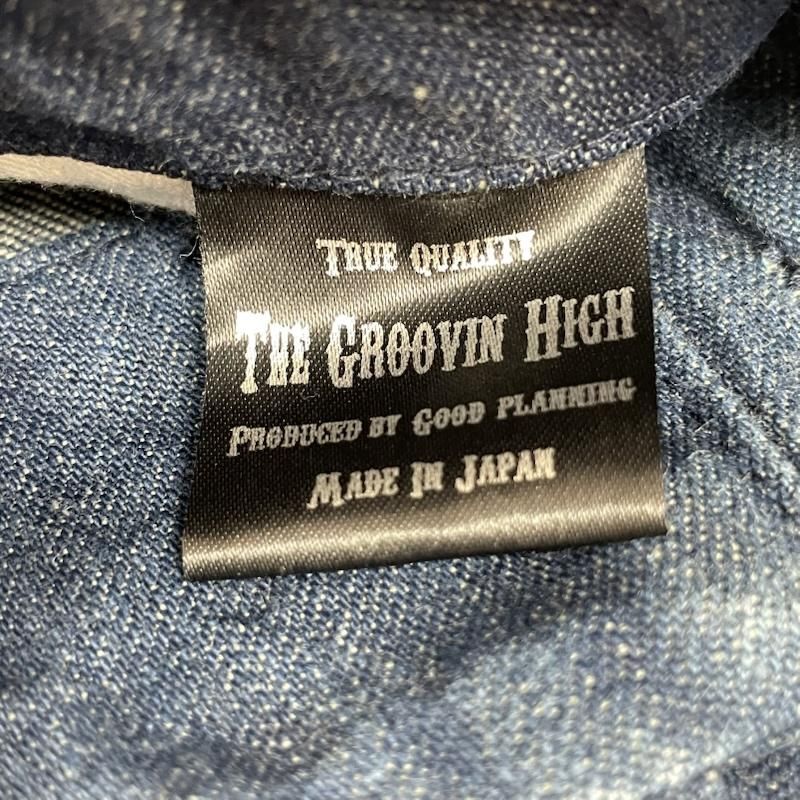 TRUE QUALITY
THE GROOVIN HIGH
PRODUCED BY GOOD PLANNING
MADE IN JAPAN